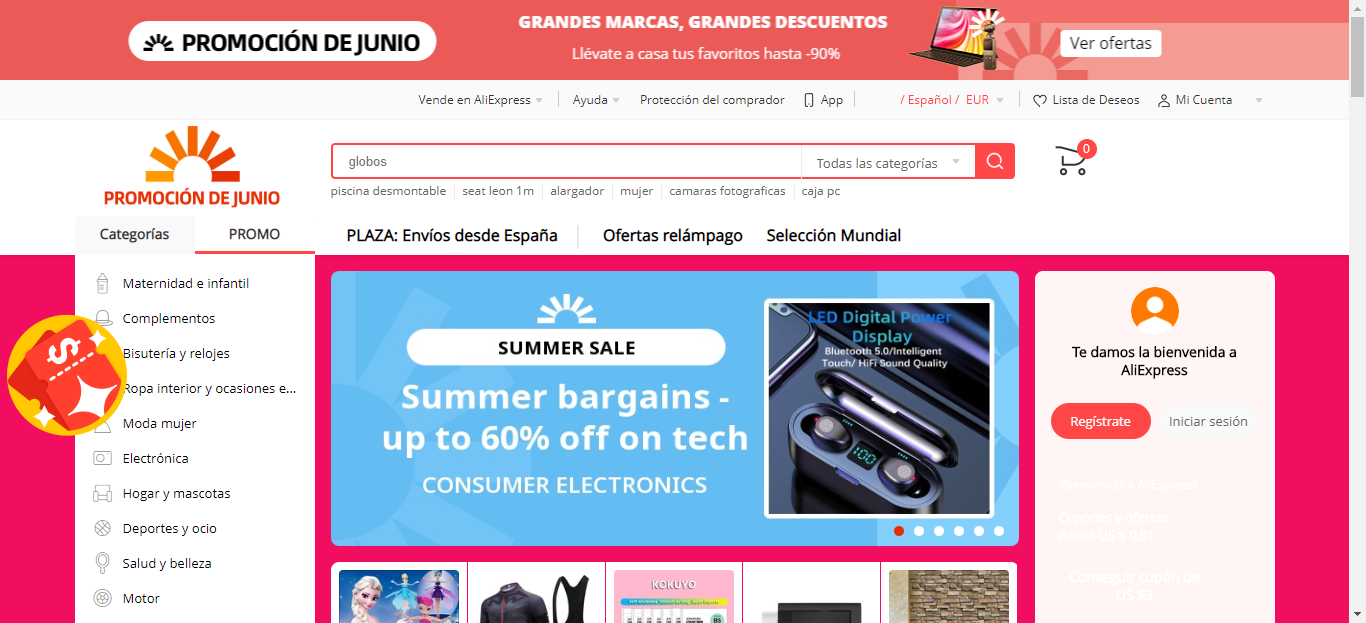 PROMOCIÓN DE JUNIO
GRANDES MARCAS, GRANDES DESCUENTOS
Llévate a casa tus favoritos hasta -90%
Ver ofertas
Vende en AliExpress
Ayuda
Protección del comprador
App
/ Español / EUR
Lista de Deseos
Mi Cuenta
PROMOCIÓN DE JUNIO
globos
Todas las categorías
0
piscina desmontable
seat leon 1m
alargador
mujer
camaras fotograficas
caja pc
Categorías
PROMO
PLAZA: Envíos desde España
Ofertas relámpago
Selección Mundial
Maternidad e infantil
Complementos
Bisutería y relojes
Ropa interior y ocasiones e...
Moda mujer
Electrónica
Hogar y mascotas
Deportes y ocio
Salud y belleza
Motor
$
SUMMER SALE
Summer bargains -
up to 60% off on tech
CONSUMER ELECTRONICS
LED Digital Power
Display
Bluetooth 5.0/Intelligent
Touch/ HiFi Sound Quality
100
Te damos la bienvenida a
AliExpress
Regístrate
Iniciar sesión
¡Bienvenido a AliExpress!
Cupones y ofertas
desde US $ 0,01
Conseguir cupón de
US $3
KOKUYO
B5